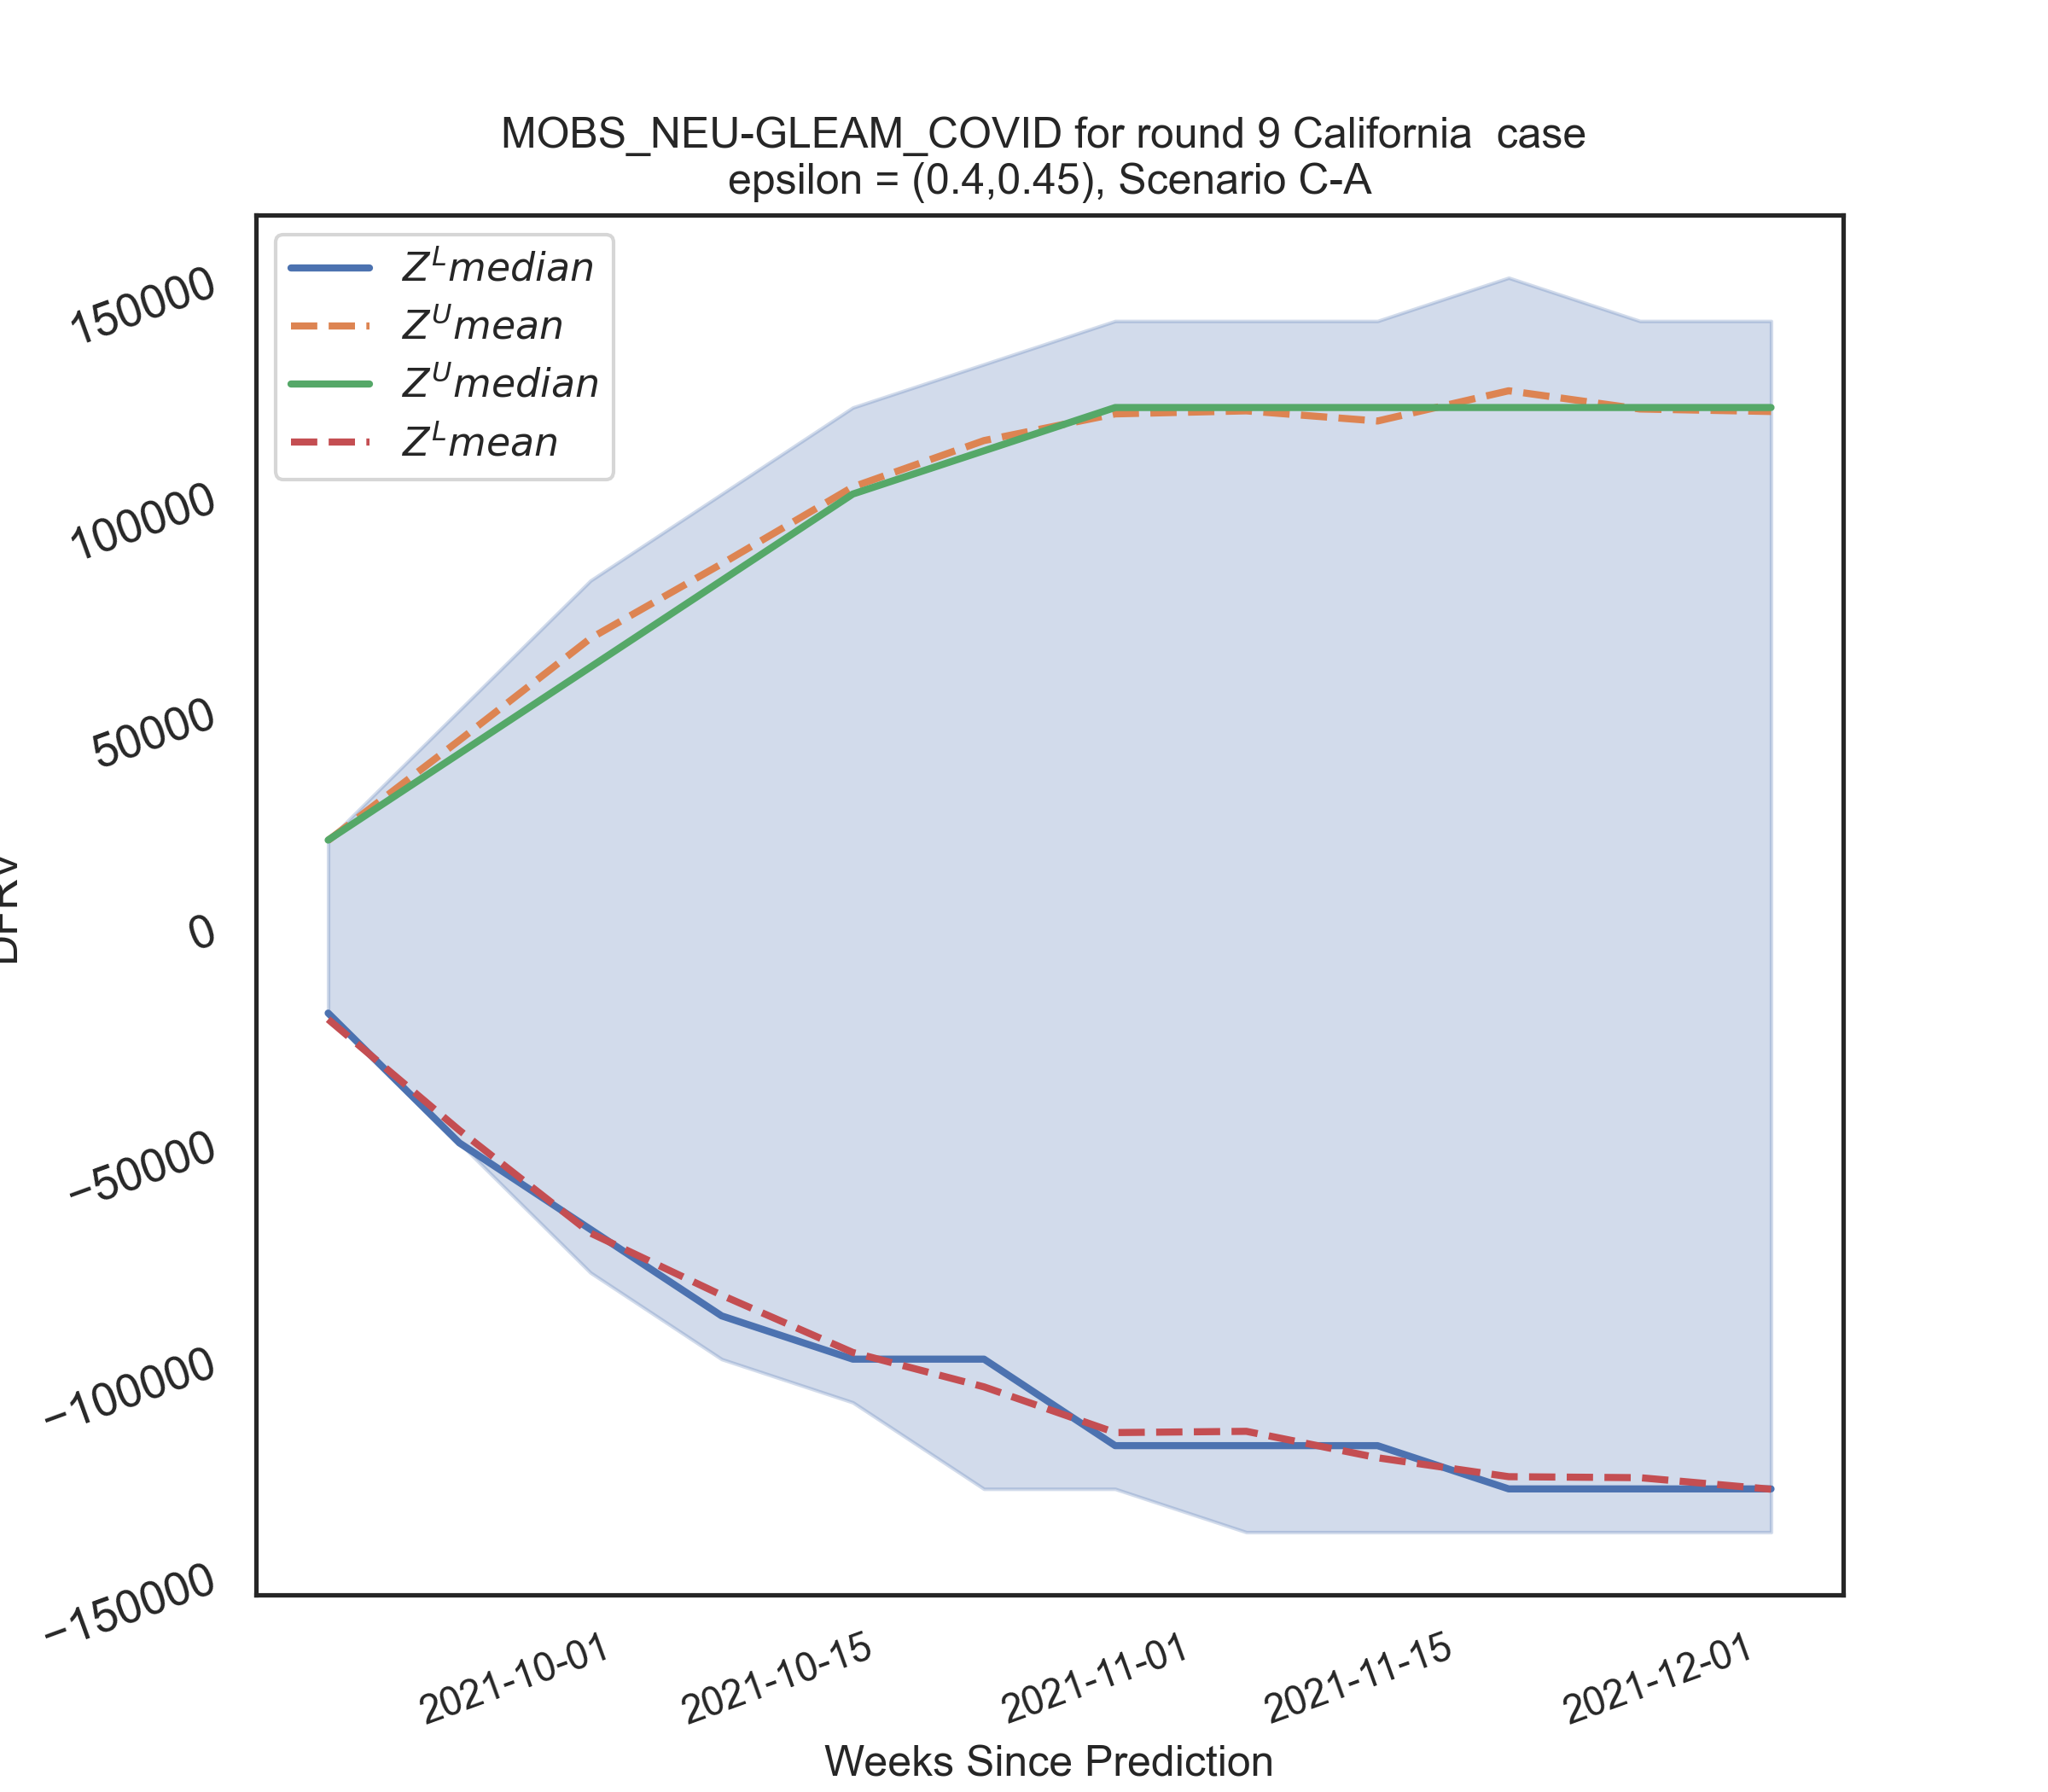 MOBS_NEU-GLEAM_COVID for round 9 California  case
epsilon = (0.4,0.45), Scenario C-A
Z^L median
Z^U mean
Z^U median
Z^L mean
150000
100000
50000
0
−50000
−100000
−150000
2021-10-01
2021-10-15
2021-11-01
2021-11-15
2021-12-01
Weeks Since Prediction